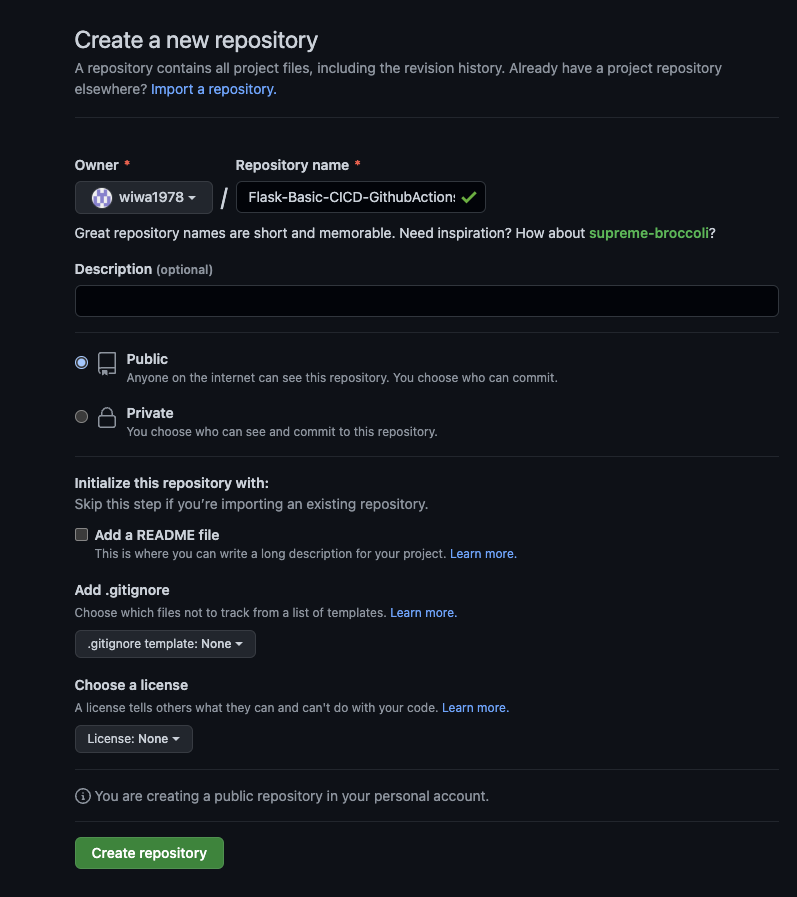 Create a new repository
A repository contains all project files, including the revision history. Already have a project repository
elsewhere? Import a repository.
Owner * Repository name *
wiwa1978 / Flask-Basic-CICD-GithubActions
Great repository names are short and memorable. Need inspiration? How about supreme-broccoli?
Description (optional)
Public
Anyone on the internet can see this repository. You choose who can commit.
Private
You choose who can see and commit to this repository.
Initialize this repository with:
Skip this step if you’re importing an existing repository.
Add a README file
This is where you can write a long description for your project. Learn more.
Add .gitignore
Choose which files not to track from a list of templates. Learn more.
.gitignore template: None
Choose a license
A license tells others what they can and can't do with your code. Learn more.
License: None
You are creating a public repository in your personal account.
Create repository